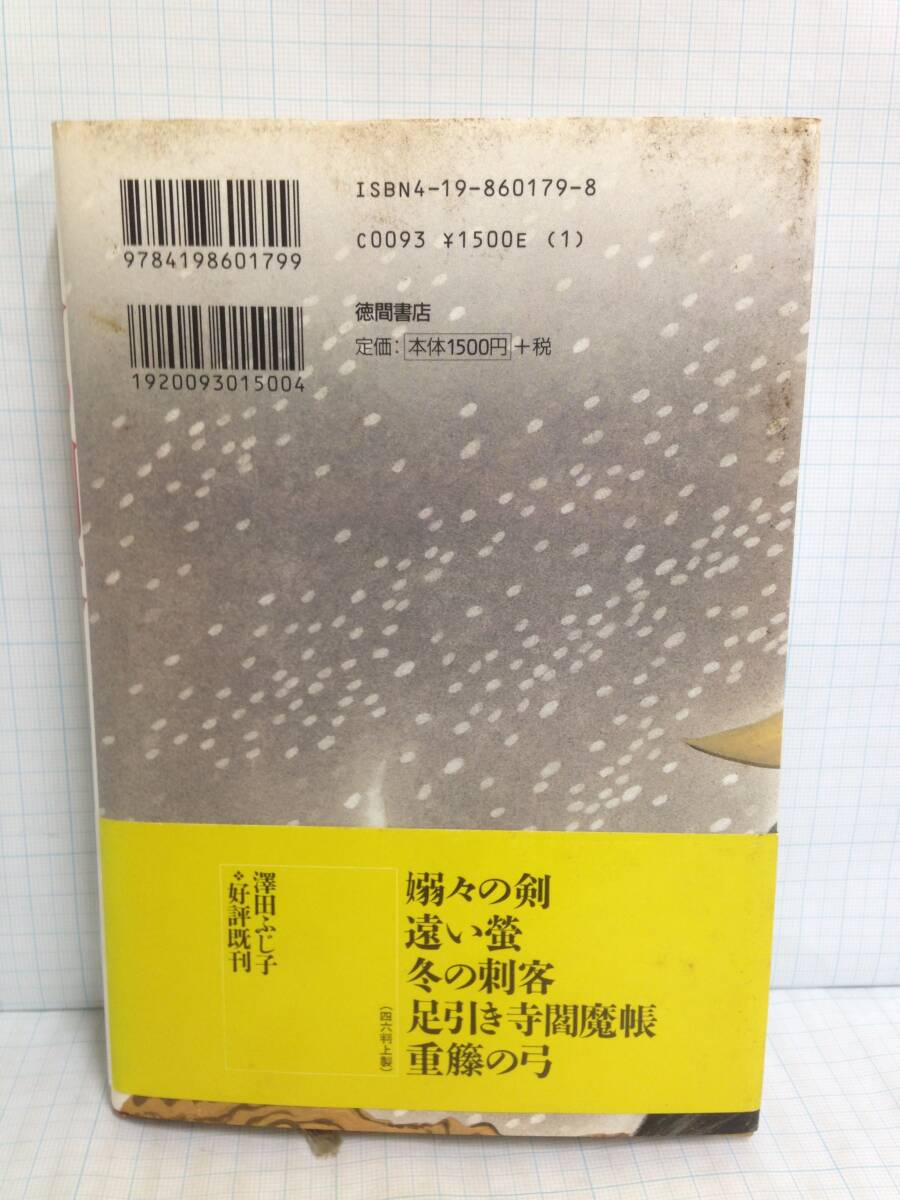 ISBN4-19-860179-8
C0093 ¥1500E (1)
9784198601799
徳間書店
定価:本体1500円+税
1920093015004
澤田ふじ子
❖好評既刊
嫋々の剣
遠い螢
冬の刺客
足引き寺閻魔帳
重籐の弓
(四六判上製)